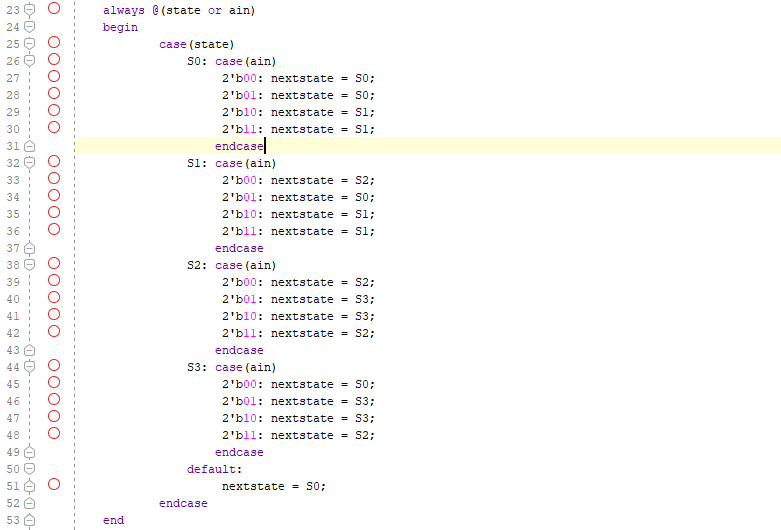 23 always @(state or ain)
24 begin
25 case(state)
26 S0: case(ain)
27 2'b00: nextstate = S0;
28 2'b01: nextstate = S0;
29 2'b10: nextstate = S1;
30 2'b11: nextstate = S1;
31 endcase
32 S1: case(ain)
33 2'b00: nextstate = S2;
34 2'b01: nextstate = S0;
35 2'b10: nextstate = S1;
36 2'b11: nextstate = S1;
37 endcase
38 S2: case(ain)
39 2'b00: nextstate = S2;
40 2'b01: nextstate = S3;
41 2'b10: nextstate = S3;
42 2'b11: nextstate = S2;
43 endcase
44 S3: case(ain)
45 2'b00: nextstate = S0;
46 2'b01: nextstate = S3;
47 2'b10: nextstate = S3;
48 2'b11: nextstate = S2;
49 endcase
50 default:
51 nextstate = S0;
52 endcase
53 end